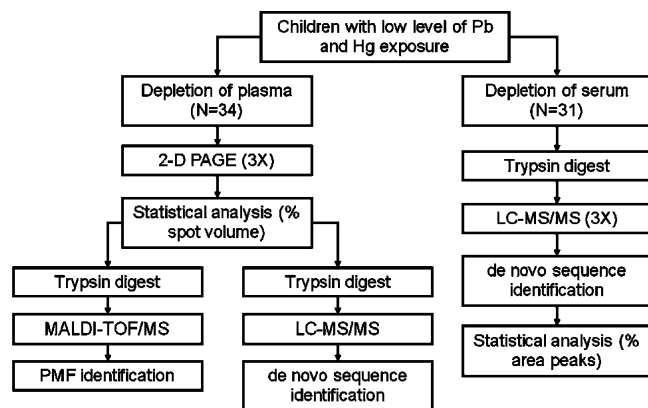 Children with low level of Pb
and Hg exposure
Depletion of plasma
(N=34)
2-D PAGE (3X)
Statistical analysis (%
spot volume)
Trypsin digest
MALDI-TOF/MS
PMF identification
Trypsin digest
LC-MS/MS
de novo sequence
identification
Depletion of serum
(N=31)
Trypsin digest
LC-MS/MS (3X)
de novo sequence
identification
Statistical analysis (%
area peaks)